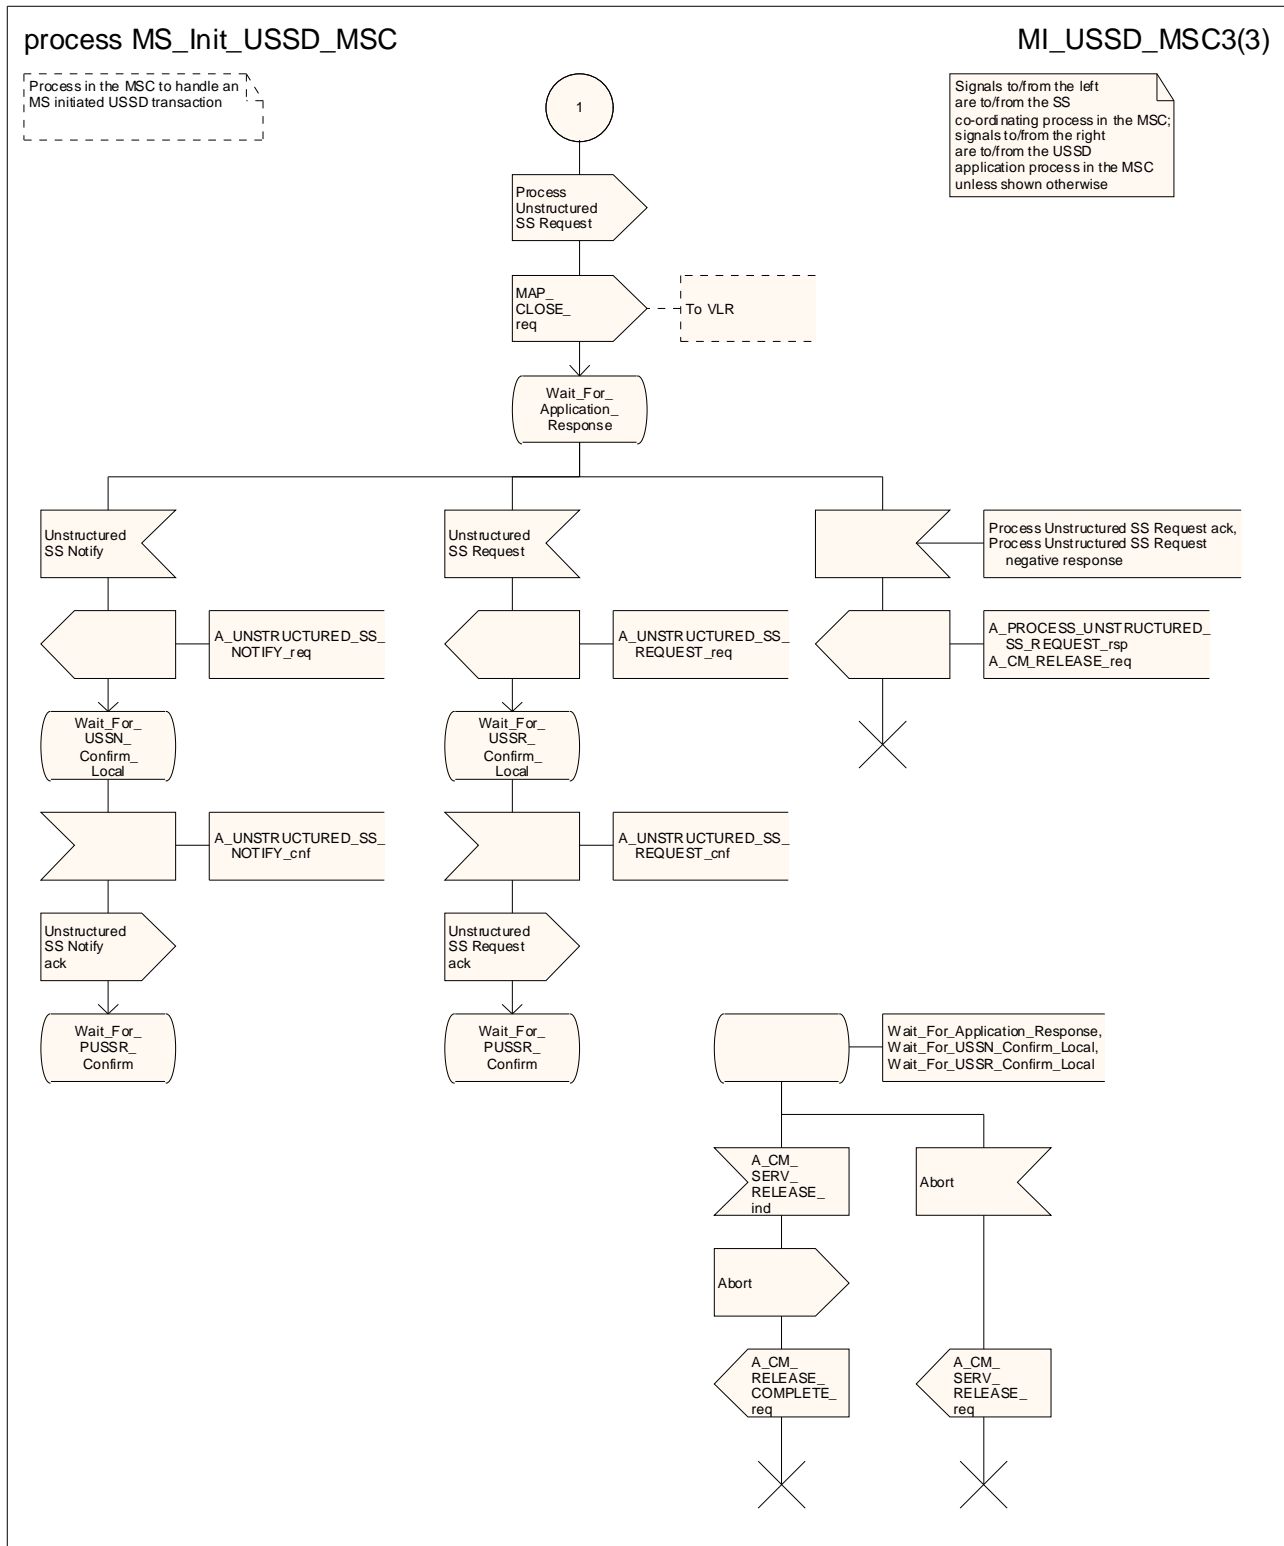 process MS_Init_USSD_MSC
MI_USSD_MSC3(3)
Process in the MSC to handle an
MS initiated USSD transaction
1
Signals to/from the left
are to/from the SS
co-ordinating process in the MSC;
signals to/from the right
are to/from the USSD
application process in the MSC
unless shown otherwise
Process
Unstructured
SS Request
MAP_
CLOSE_
req
To VLR
Wait_For_
Application_
Response
Unstructured
SS Notify
Unstructured
SS Request
Process Unstructured SS Request ack,
Process Unstructured SS Request
negative response
A_UNSTRUCTURED_SS_
NOTIFY_req
A_UNSTRUCTURED_SS_
REQUEST_req
A_PROCESS_UNSTRUCTURED_
SS_REQUEST_rsp
A_CM_RELEASE_req
Wait_For_
USSN_
Confirm_
Local
Wait_For_
USSR_
Confirm_
Local
A_UNSTRUCTURED_SS_
NOTIFY_cnf
A_UNSTRUCTURED_SS_
REQUEST_cnf
Unstructured
SS Notify
ack
Unstructured
SS Request
ack
Wait_For_
PUSSR_
Confirm
Wait_For_
PUSSR_
Confirm
Wait_For_Application_Response,
Wait_For_USSN_Confirm_Local,
Wait_For_USSR_Confirm_Local
A_CM_
SERV_
RELEASE_
ind
Abort
Abort
A_CM_
RELEASE_
COMPLETE_
req
A_CM_
SERV_
RELEASE_
req